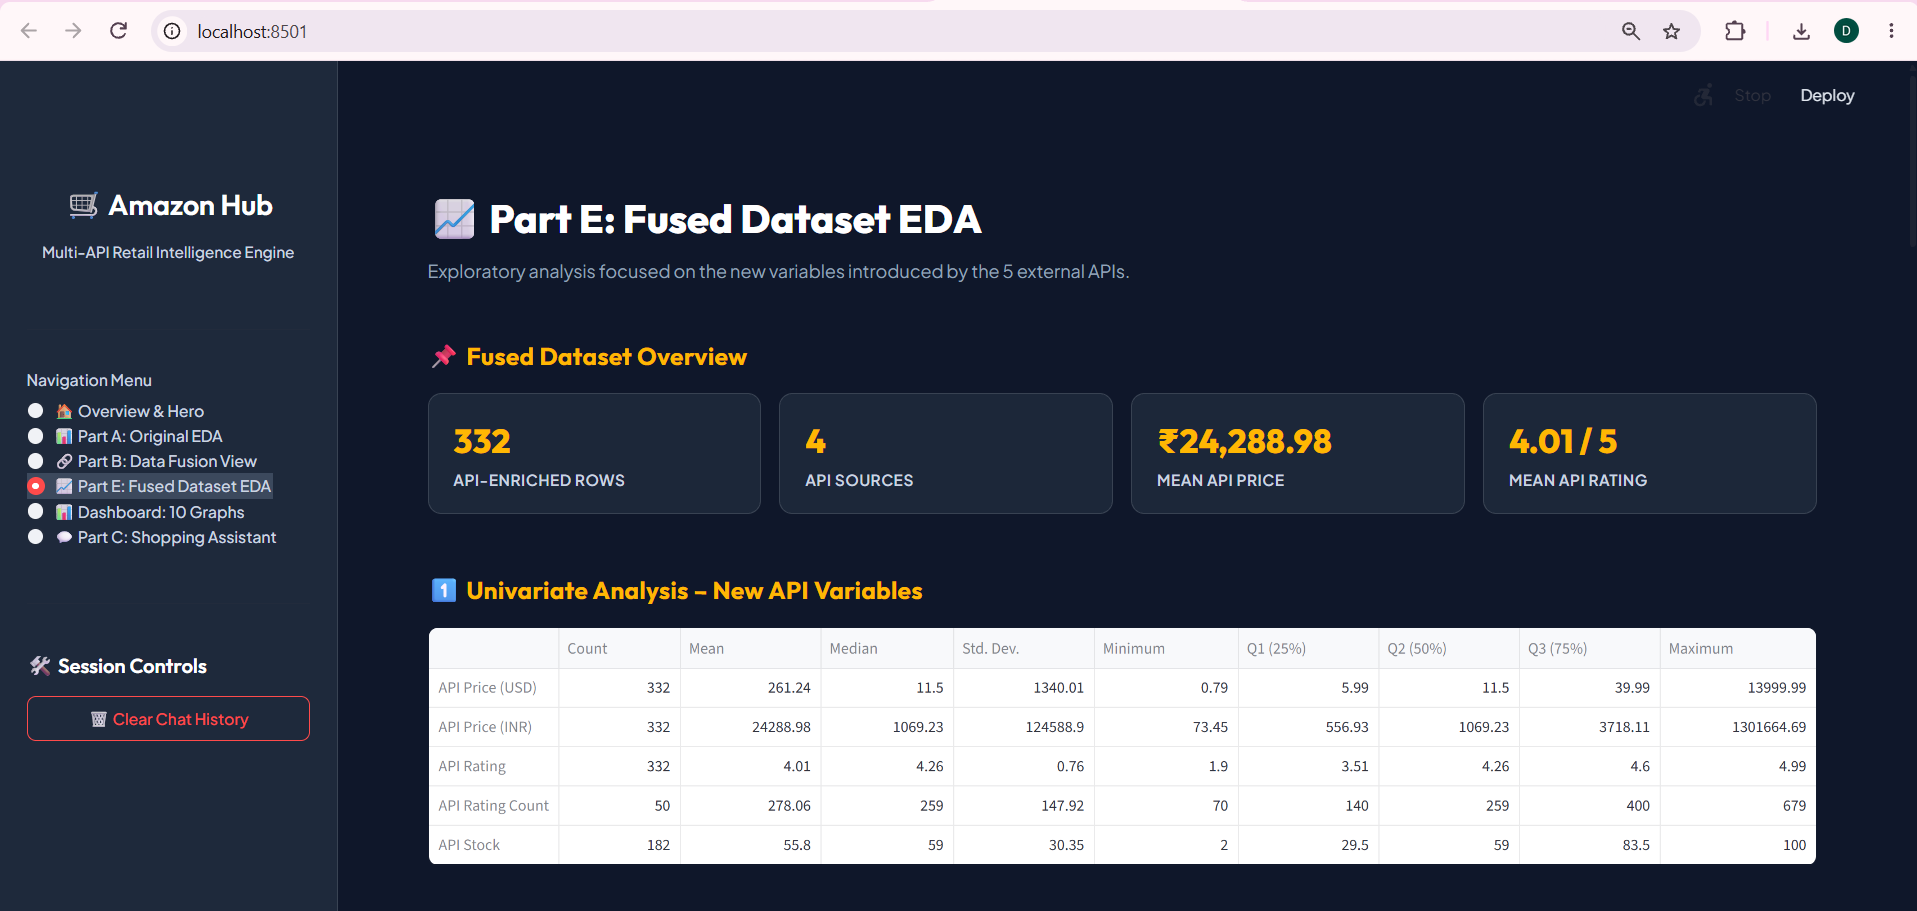 localhost:8501
D
Stop
Deploy
Amazon Hub
Multi-API Retail Intelligence Engine
Navigation Menu
Overview & Hero
Part A: Original EDA
Part B: Data Fusion View
Part E: Fused Dataset EDA
Dashboard: 10 Graphs
Part C: Shopping Assistant
Session Controls
Clear Chat History
Part E: Fused Dataset EDA
Exploratory analysis focused on the new variables introduced by the 5 external APIs.
Fused Dataset Overview
332
API-ENRICHED ROWS
4
API SOURCES
₹24,288.98
MEAN API PRICE
4.01 / 5
MEAN API RATING
1 Univariate Analysis – New API Variables
Count Mean Median Std. Dev. Minimum Q1 (25%) Q2 (50%) Q3 (75%) Maximum
API Price (USD) 332 261.24 11.5 1340.01 0.79 5.99 11.5 39.99 13999.99
API Price (INR) 332 24288.98 1069.23 124588.9 73.45 556.93 1069.23 3718.11 1301664.69
API Rating 332 4.01 4.26 0.76 1.9 3.51 4.26 4.6 4.99
API Rating Count 50 278.06 259 147.92 70 140 259 400 679
API Stock 182 55.8 59 30.35 2 29.5 59 83.5 100